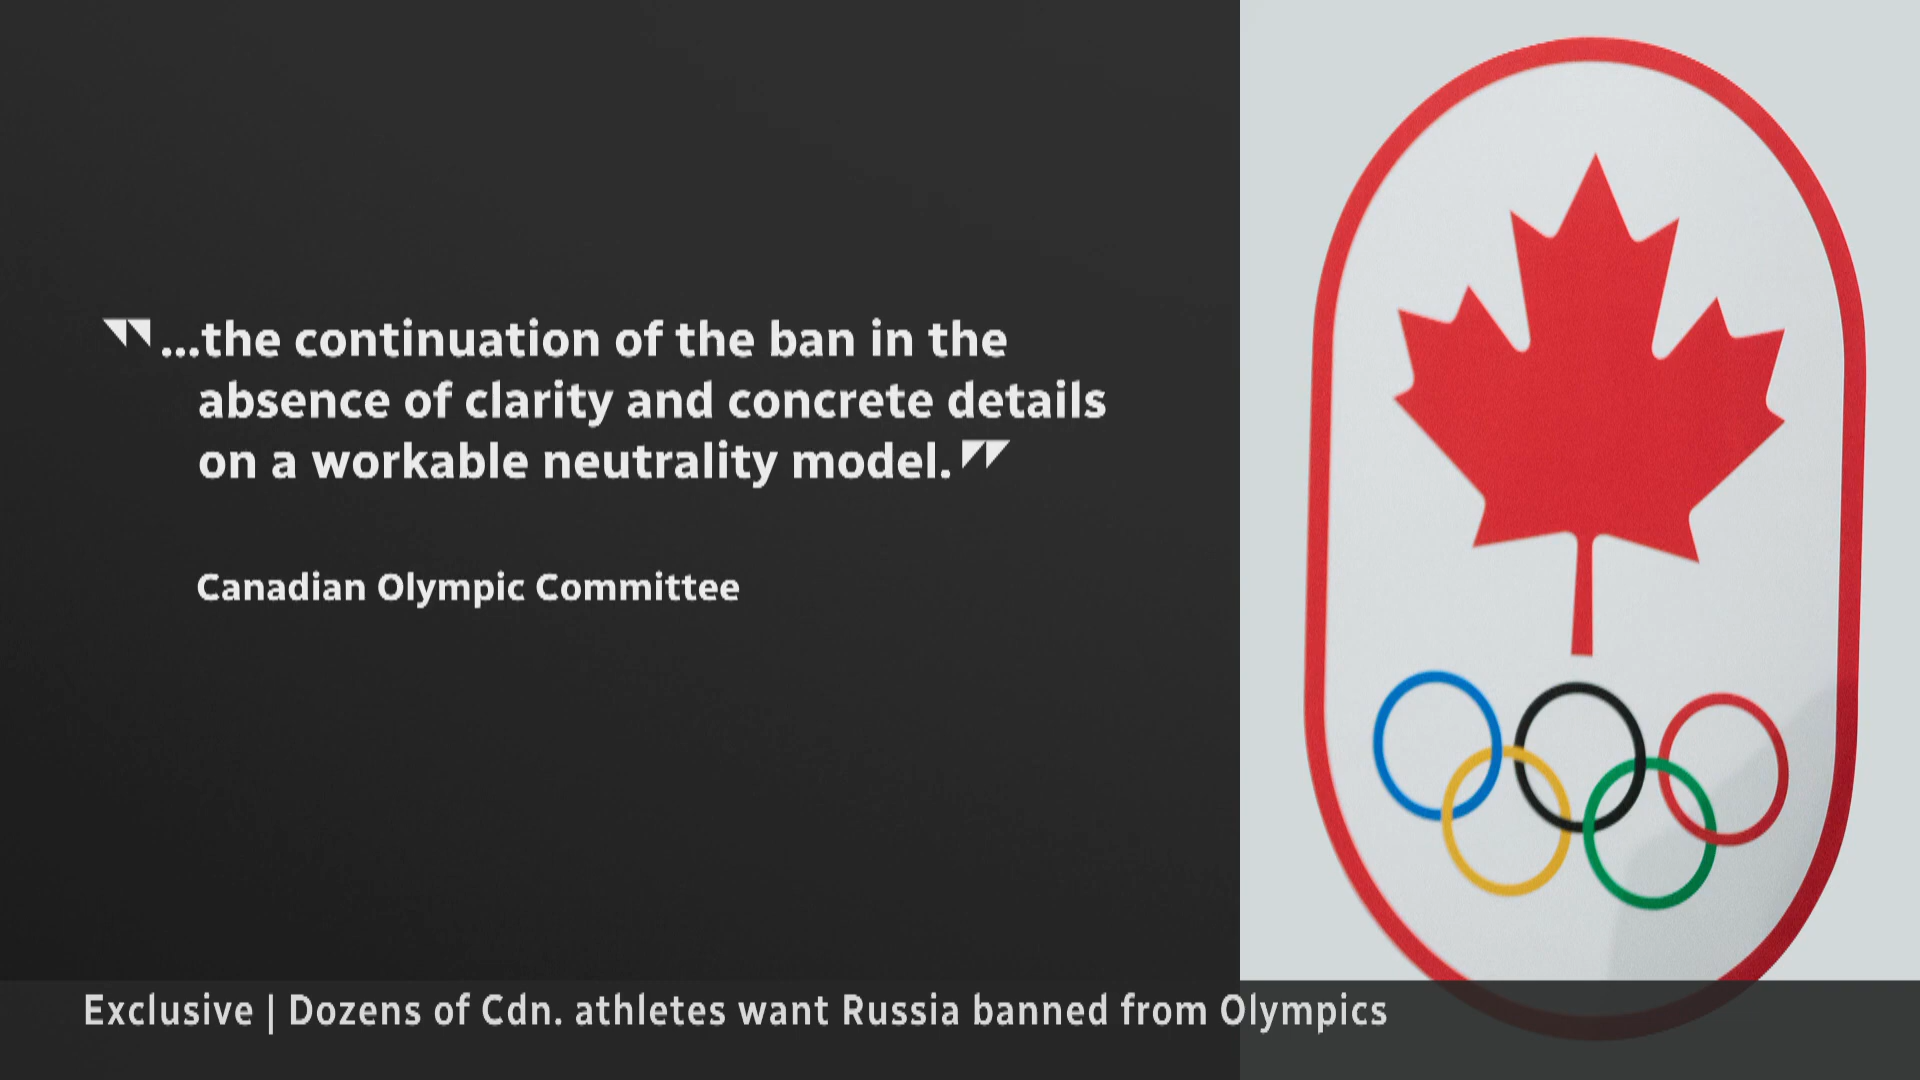 "...the continuation of the ban in the
absence of clarity and concrete details
on a workable neutrality model."
Canadian Olympic Committee
Exclusive | Dozens of Cdn. athletes want Russia banned from Olympics